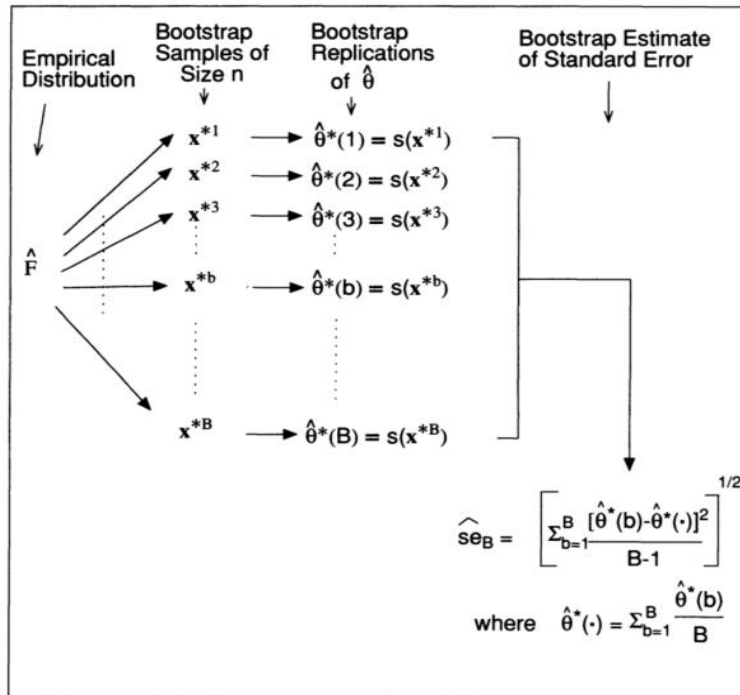 Empirical
Distribution
Bootstrap
Samples of
Size n
Bootstrap
Replications
of θ̂
Bootstrap Estimate
of Standard Error
F̂
x*1
θ̂*(1) = s(x*1)
x*2
θ̂*(2) = s(x*2)
x*3
θ̂*(3) = s(x*3)
x*b
θ̂*(b) = s(x*b)
x*B
θ̂*(B) = s(x*B)
ŝe_B = [Σ_{b=1}^{B} [θ̂*(b)-θ̂*(·)]² / B-1]^{1/2}
where θ̂*(·) = Σ_{b=1}^{B} θ̂*(b) / B